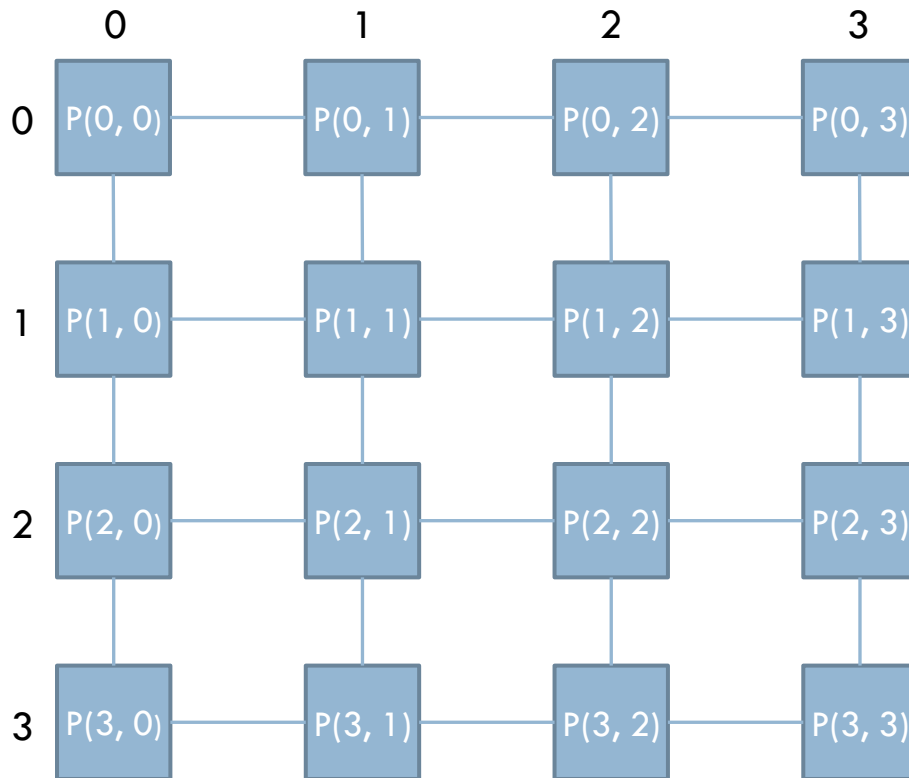 0 1 2 3
0 P(0, 0) P(0, 1) P(0, 2) P(0, 3)
1 P(1, 0) P(1, 1) P(1, 2) P(1, 3)
2 P(2, 0) P(2, 1) P(2, 2) P(2, 3)
3 P(3, 0) P(3, 1) P(3, 2) P(3, 3)